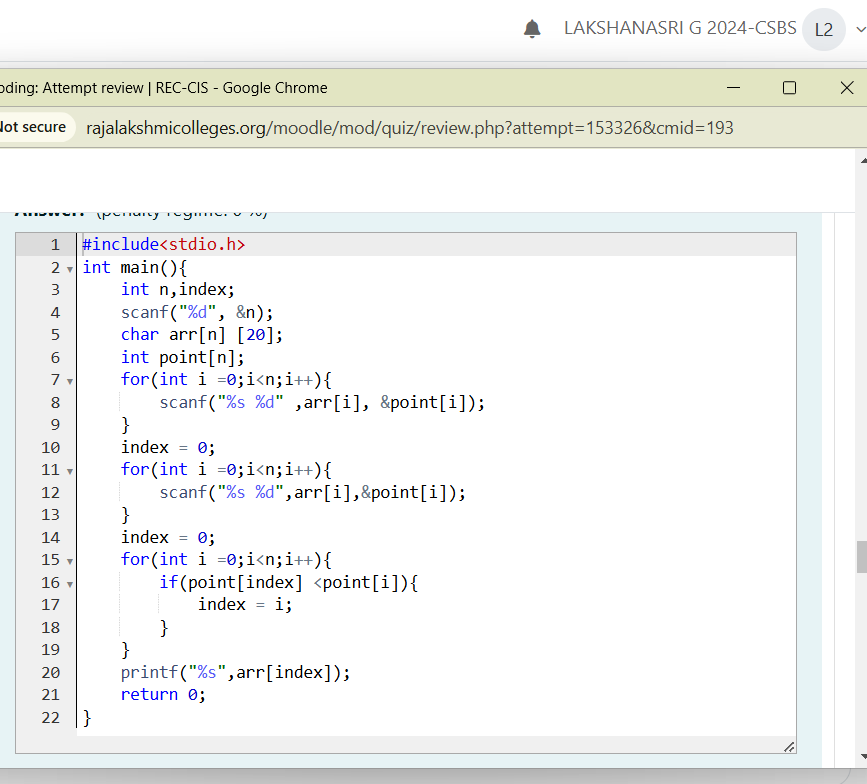 LAKSHANASRI G 2024-CSBS L2
oding: Attempt review | REC-CIS - Google Chrome
Not secure rajalakshmicolleges.org/moodle/mod/quiz/review.php?attempt=153326&cmid=193
Answer: (penalty regime: 0 %)
1 #include<stdio.h>
2 int main(){
3 int n,index;
4 scanf("%d", &n);
5 char arr[n] [20];
6 int point[n];
7 for(int i =0;i<n;i++){
8 scanf("%s %d" ,arr[i], &point[i]);
9 }
10 index = 0;
11 for(int i =0;i<n;i++){
12 scanf("%s %d",arr[i],&point[i]);
13 }
14 index = 0;
15 for(int i =0;i<n;i++){
16 if(point[index] <point[i]){
17 index = i;
18 }
19 }
20 printf("%s",arr[index]);
21 return 0;
22 }